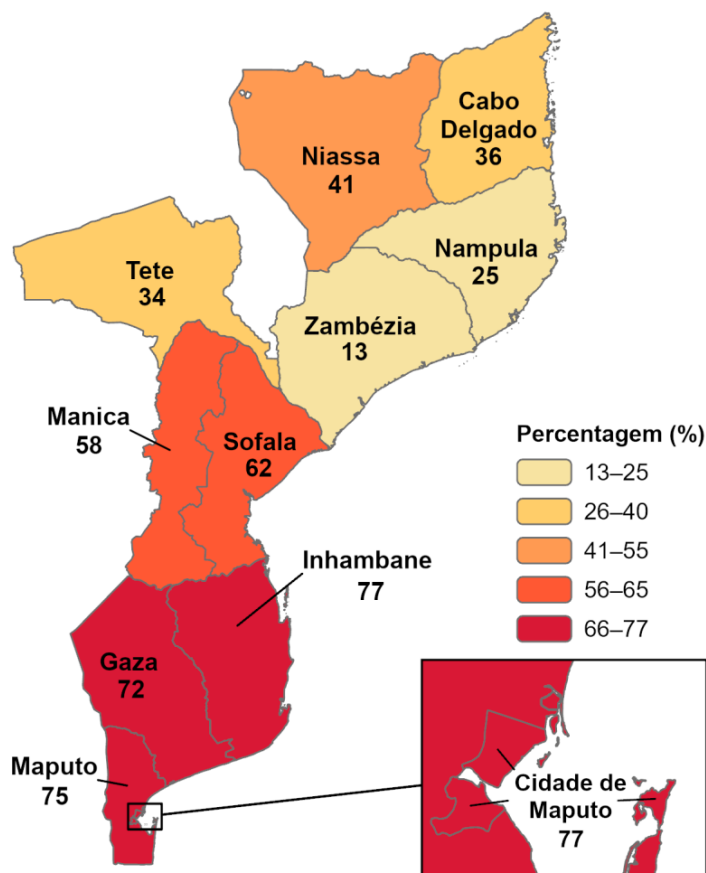 Cabo
Delgado
36
Niassa
41
Nampula
25
Tete
34
Zambézia
13
Manica
58
Sofala
62
Percentagem (%)
13–25
26–40
41–55
56–65
66–77
Inhambane
77
Gaza
72
Maputo
75
Cidade de
Maputo
77